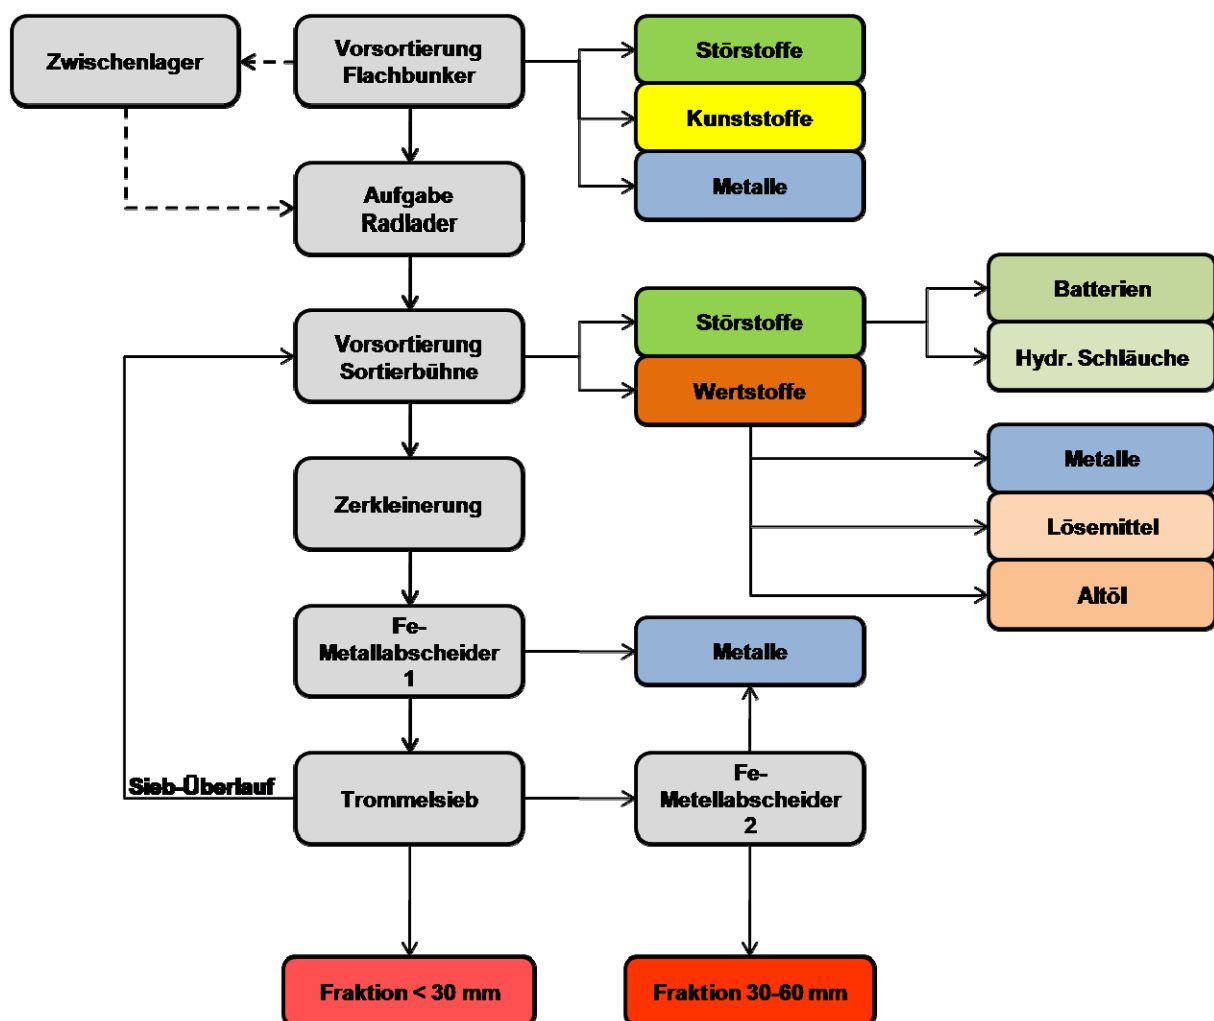 Zwischenlager
Vorsortierung
Flachbunker
Störstoffe
Kunststoffe
Metalle
Aufgabe
Radlader
Vorsortierung
Sortierbühne
Störstoffe
Wertstoffe
Batterien
Hydr. Schläuche
Metalle
Lösemittel
Altöl
Zerkleinerung
Fe-
Metallabscheider
1
Metalle
Sieb-Überlauf
Trommelsieb
Fe-
Metellabscheider
2
Fraktion < 30 mm
Fraktion 30-60 mm